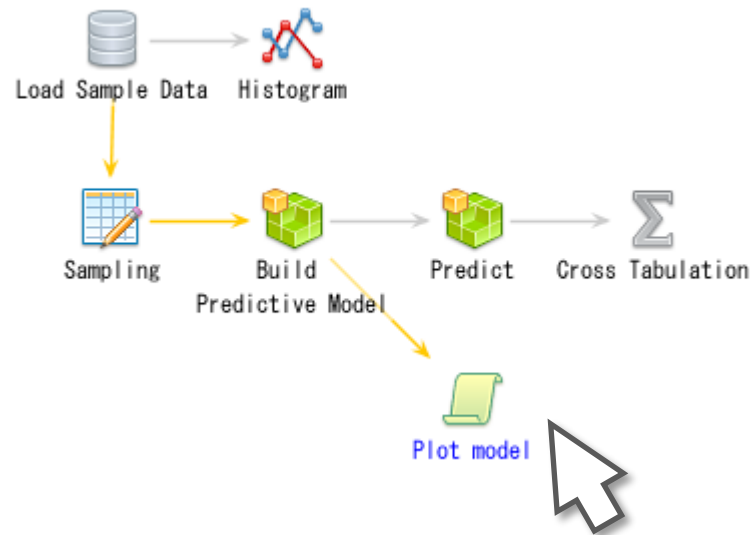 Load Sample Data
Histogram
Sampling
Build
Predictive Model
Predict
Cross Tabulation
Plot model